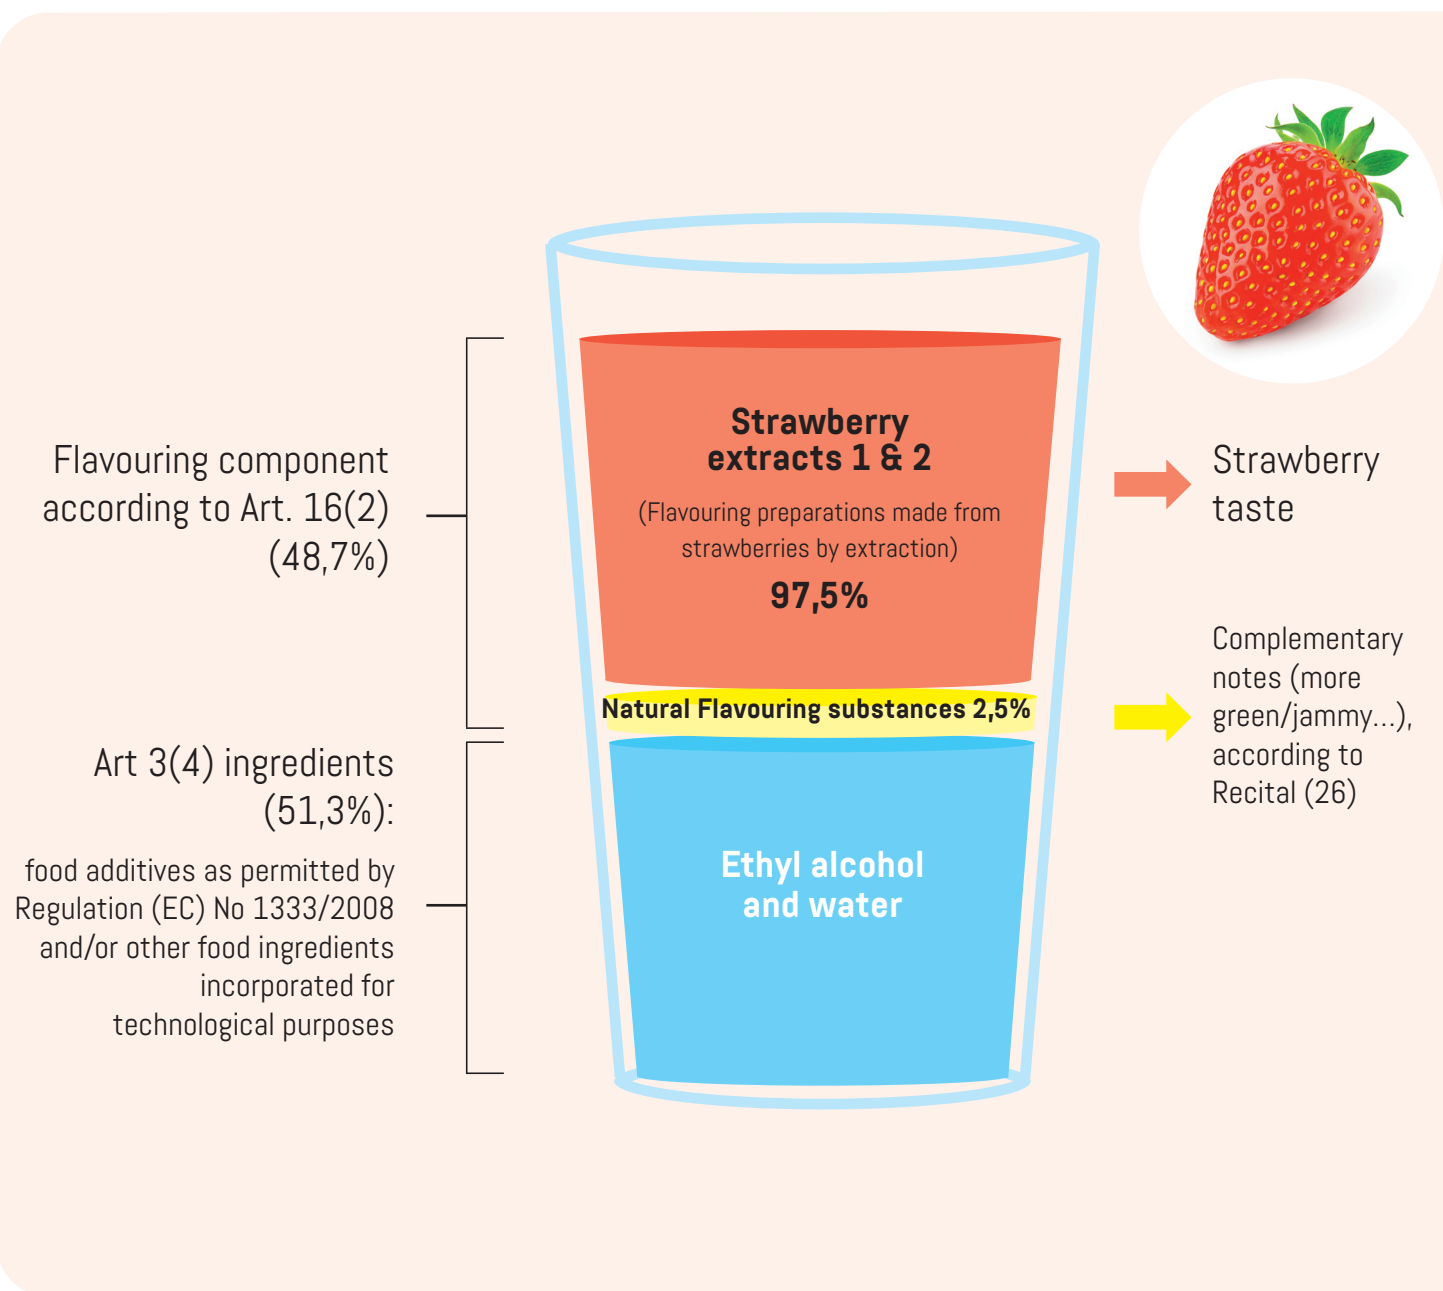 Flavouring component
according to Art. 16(2)
(48,7%)
Art 3(4) ingredients
(51,3%):
food additives as permitted by
Regulation (EC) No 1333/2008
and/or other food ingredients
incorporated for
technological purposes
Strawberry
extracts 1 & 2
(Flavouring preparations made from
strawberries by extraction)
97,5%
Natural Flavouring substances 2,5%
Ethyl alcohol
and water
Strawberry
taste
Complementary
notes (more
green/jammy...),
according to
Recital (26)